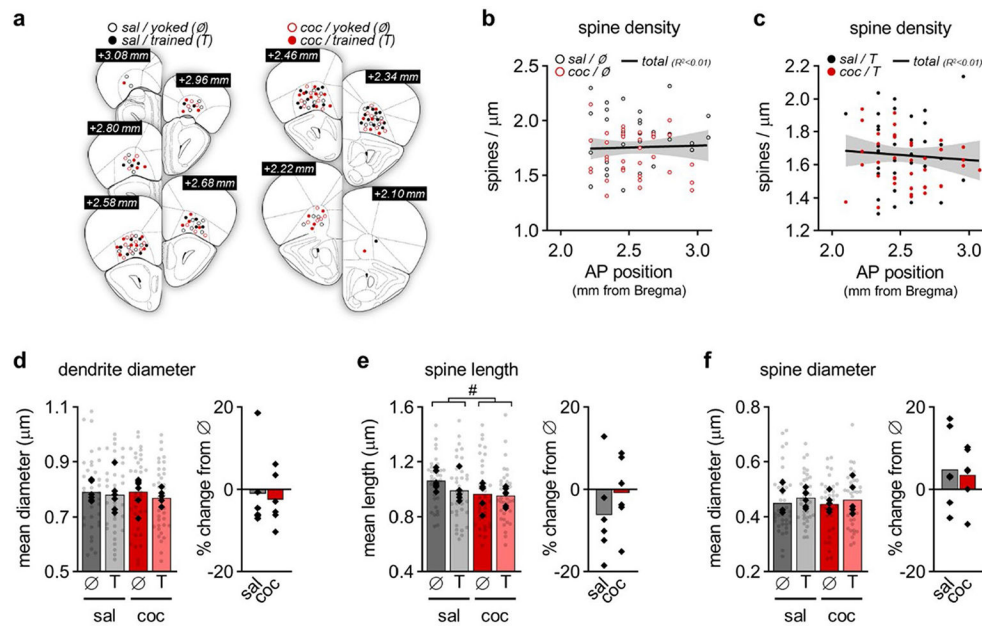 a
sal / yoked (Ø)
sal / trained (T)
coc / yoked (Ø)
coc / trained (T)
+3.08 mm
+2.96 mm
+2.80 mm
+2.68 mm
+2.58 mm
+2.46 mm
+2.34 mm
+2.22 mm
+2.10 mm
b
spine density
sal / Ø
coc / Ø
total (R²<0.01)
spines / μm
2.5
2.0
1.5
1.0
2.0 2.5 3.0
AP position
(mm from Bregma)
c
spine density
sal / T
coc / T
total (R²<0.01)
spines / μm
2.2
2.0
1.8
1.6
1.4
1.2
2.0 2.5 3.0
AP position
(mm from Bregma)
d
dendrite diameter
mean diameter (μm)
1.1
0.9
0.7
0.5
Ø T Ø T
sal coc
% change from Ø
20
0
-20
sal
coc
e
spine length
#
mean length (μm)
1.6
1.3
1.0
0.7
0.4
Ø T Ø T
sal coc
% change from Ø
20
0
-20
sal
coc
f
spine diameter
mean diameter (μm)
0.8
0.6
0.4
0.2
Ø T Ø T
sal coc
% change from Ø
20
0
-20
sal
coc